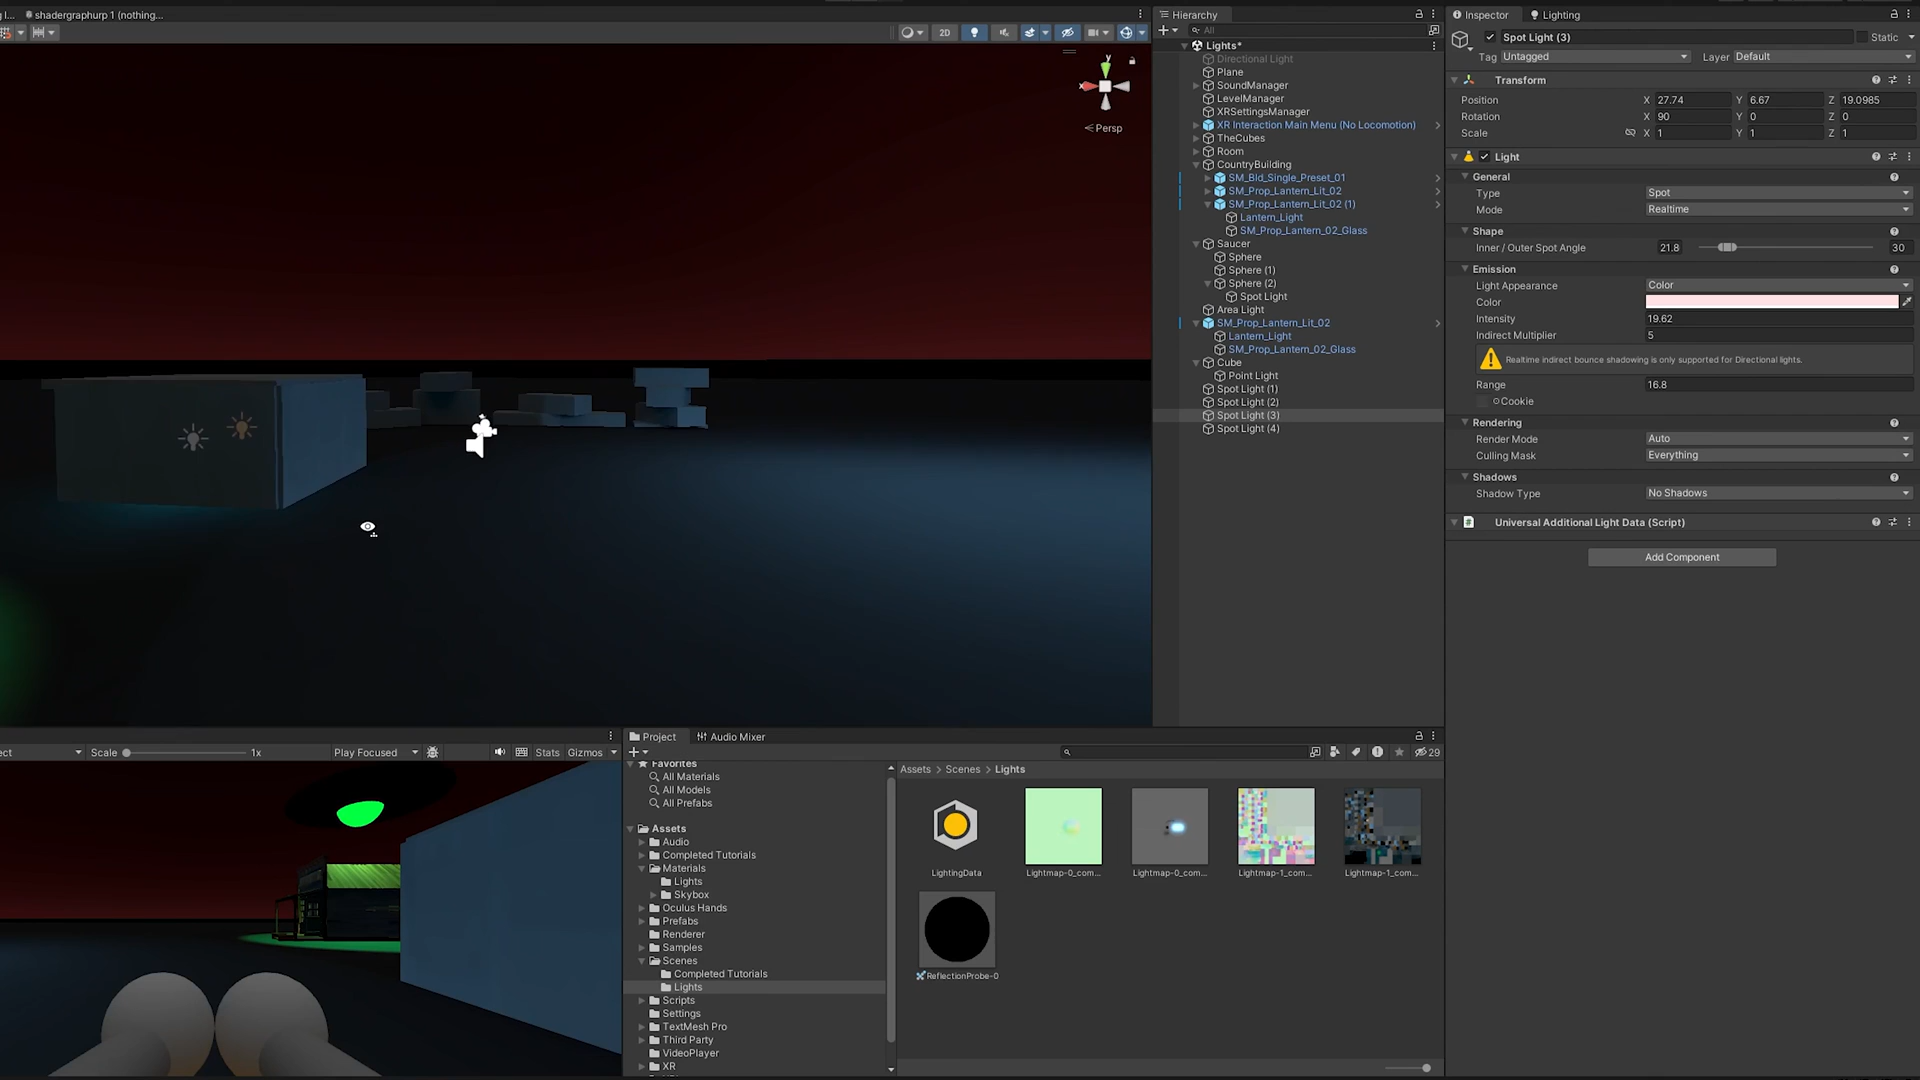 shadergraphurp 1 (nothing...
2D
Persp
y
x
Hierarchy
All
Lights*
Directional Light
Plane
SoundManager
LevelManager
XRSettingsManager
XR Interaction Main Menu (No Locomotion)
TheCubes
Room
CountryBuilding
SM_Bld_Single_Preset_01
SM_Prop_Lantern_Lit_02
SM_Prop_Lantern_Lit_02 (1)
Lantern_Light
SM_Prop_Lantern_02_Glass
Saucer
Sphere
Sphere (1)
Sphere (2)
Spot Light
Area Light
SM_Prop_Lantern_Lit_02
Lantern_Light
SM_Prop_Lantern_02_Glass
Cube
Point Light
Spot Light (1)
Spot Light (2)
Spot Light (3)
Spot Light (4)
Inspector Lighting
Spot Light (3) Static
Tag Untagged Layer Default
Transform
Position X 27.74 Y 6.67 Z 19.0985
Rotation X 90 Y 0 Z 0
Scale X 1 Y 1 Z 1
Light
General
Type Spot
Mode Realtime
Shape
Inner / Outer Spot Angle 21.8 30
Emission
Light Appearance Color
Color
Intensity 19.62
Indirect Multiplier 5
Realtime indirect bounce shadowing is only supported for Directional lights.
Range 16.8
Cookie
Rendering
Render Mode Auto
Culling Mask Everything
Shadows
Shadow Type No Shadows
Universal Additional Light Data (Script)
Add Component
ect Scale 1x Play Focused Stats Gizmos
Project Audio Mixer
29
Favorites
All Materials
All Models
All Prefabs
Assets
Audio
Completed Tutorials
Materials
Lights
Skybox
Oculus Hands
Prefabs
Renderer
Samples
Scenes
Completed Tutorials
Lights
Scripts
Settings
TextMesh Pro
Third Party
VideoPlayer
XR
Assets > Scenes > Lights
LightingData Lightmap-0_com... Lightmap-0_com... Lightmap-1_com... Lightmap-1_com...
ReflectionProbe-0